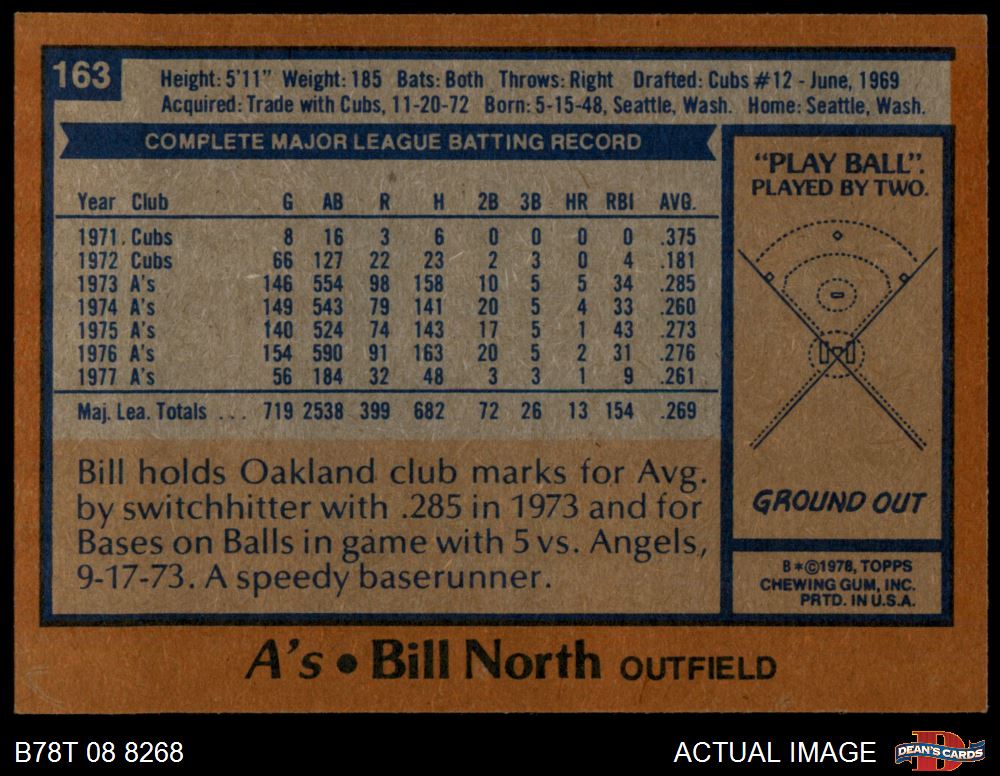 163
Height: 5'11" Weight: 185 Bats: Both Throws: Right Drafted: Cubs #12 - June, 1969
Acquired: Trade with Cubs, 11-20-72 Born: 5-15-48, Seattle, Wash. Home: Seattle, Wash.
COMPLETE MAJOR LEAGUE BATTING RECORD
Year Club G AB R H 2B 3B HR RBI AVG.
1971. Cubs 8 16 3 6 0 0 0 0 .375
1972 Cubs 66 127 22 23 2 3 0 4 .181
1973 A's 146 554 98 158 10 5 5 34 .285
1974 A's 149 543 79 141 20 5 4 33 .260
1975 A's 140 524 74 143 17 5 1 43 .273
1976 A's 154 590 91 163 20 5 2 31 .276
1977 A's 56 184 32 48 3 3 1 9 .261
Maj. Lea. Totals ... 719 2538 399 682 72 26 13 154 .269
Bill holds Oakland club marks for Avg.
by switchhitter with .285 in 1973 and for
Bases on Balls in game with 5 vs. Angels,
9-17-73. A speedy baserunner.
"PLAY BALL".
PLAYED BY TWO.
GROUND OUT
B*©1978, TOPPS
CHEWING GUM, INC.
PRTD. IN U.S.A.
A's • Bill North OUTFIELD
B78T 08 8268
ACTUAL IMAGE
D
DEAN'S CARDS